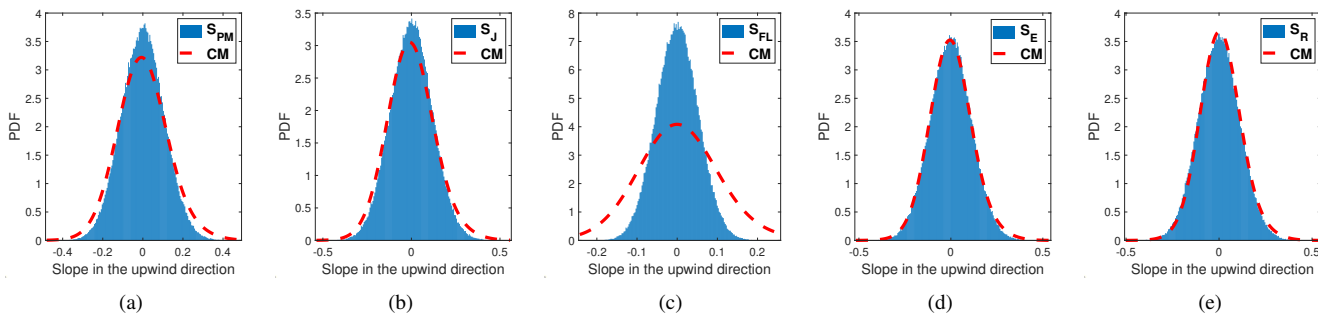 4
3.5
3
2.5
2
1.5
1
0.5
0
PDF
-0.4 -0.2 0 0.2 0.4
Slope in the upwind direction
S_PM
CM
(a)
3.5
3
2.5
2
1.5
1
0.5
0
PDF
-0.5 0 0.5
Slope in the upwind direction
S_J
CM
(b)
8
7
6
5
4
3
2
1
0
PDF
-0.2 -0.1 0 0.1 0.2
Slope in the upwind direction
S_FL
CM
(c)
4
3.5
3
2.5
2
1.5
1
0.5
0
PDF
-0.5 0 0.5
Slope in the upwind direction
S_E
CM
(d)
4
3.5
3
2.5
2
1.5
1
0.5
0
PDF
-0.5 0 0.5
Slope in the upwind direction
S_R
CM
(e)